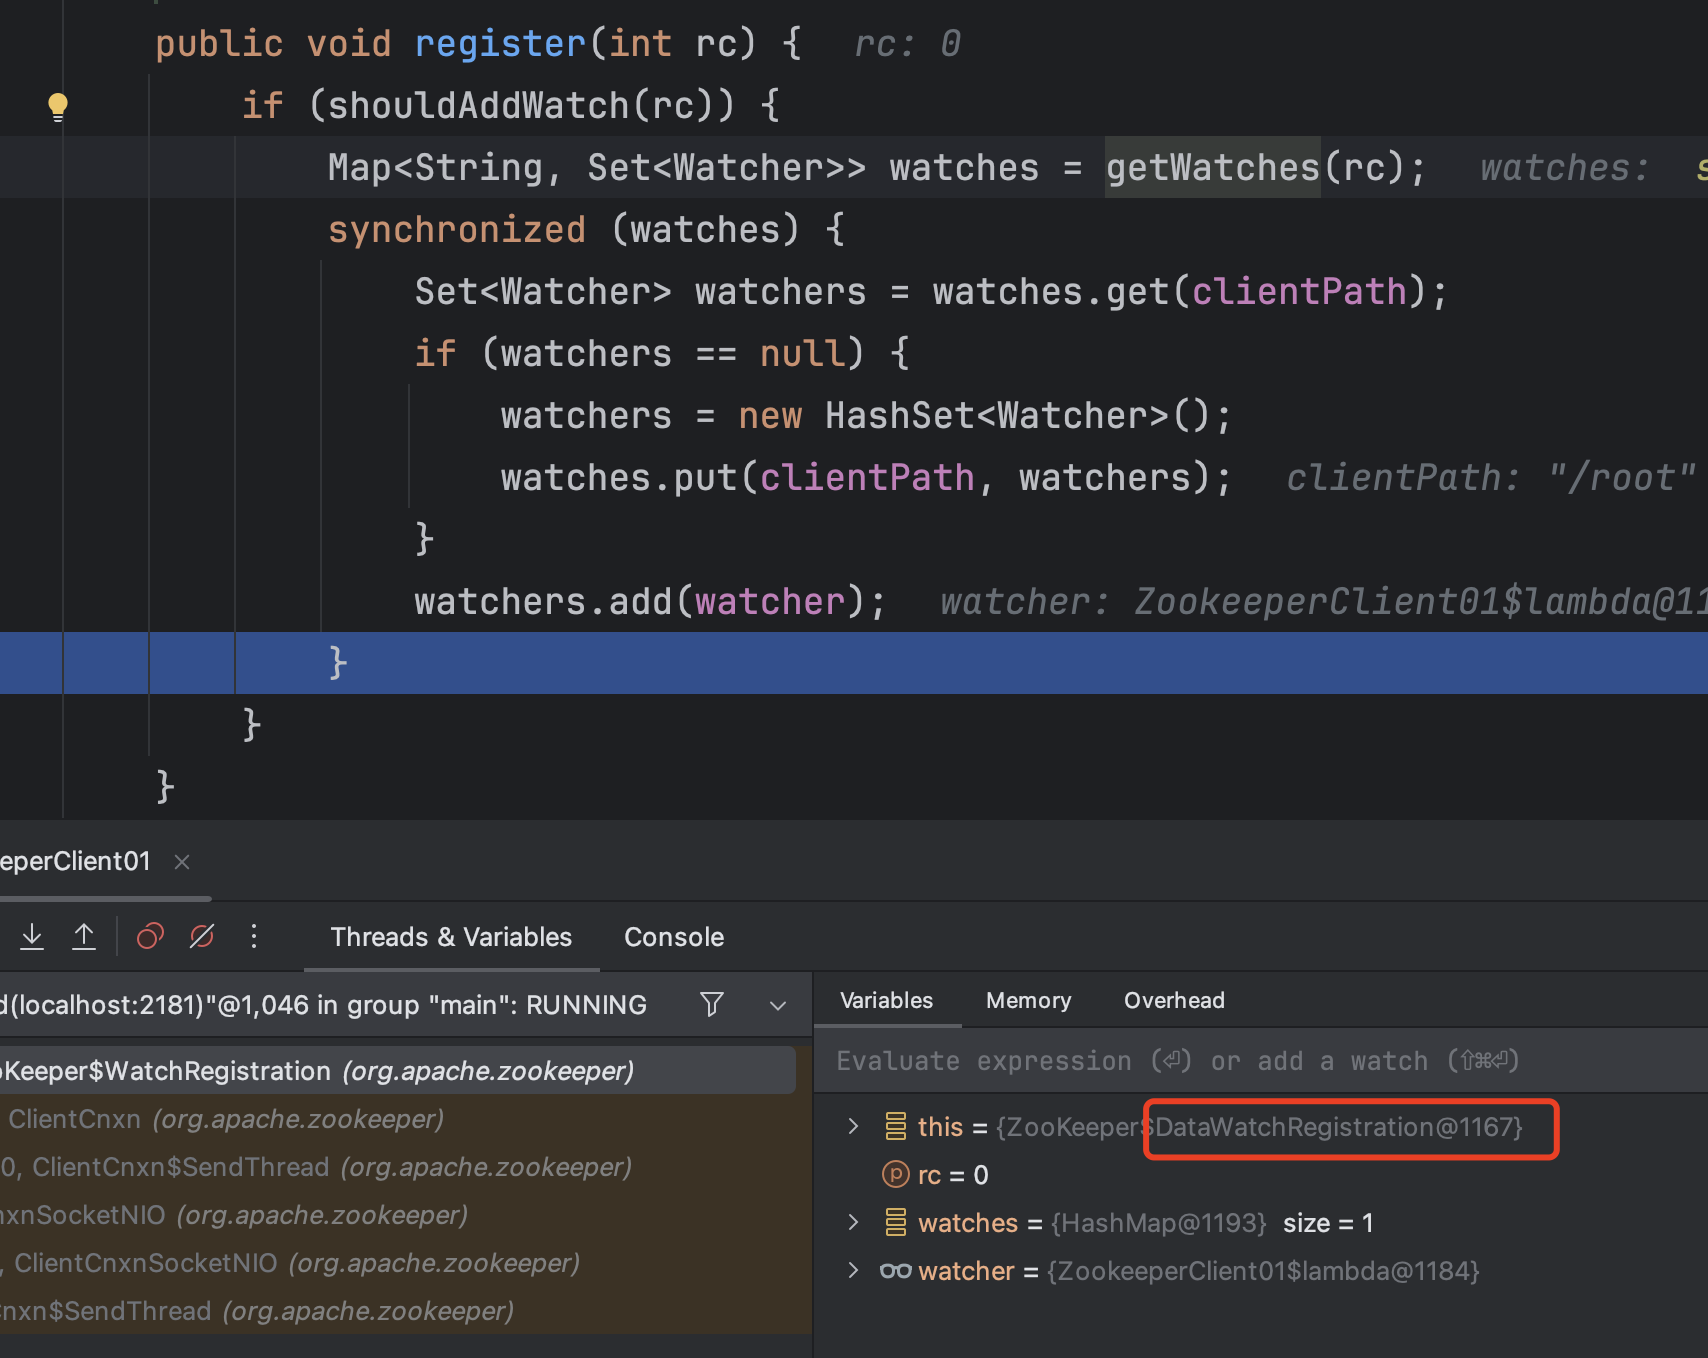 public void register(int rc) {   rc: 0
if (shouldAddWatch(rc)) {
Map<String, Set<Watcher>> watches = getWatches(rc);   watches:
synchronized (watches) {
Set<Watcher> watchers = watches.get(clientPath);
if (watchers == null) {
watchers = new HashSet<Watcher>();
watches.put(clientPath, watchers);   clientPath: "/root"
}
watchers.add(watcher);   watcher: ZookeeperClient01$lambda@11
}
}
}
eperClient01
Threads & Variables   Console
d(localhost:2181)"@1,046 in group "main": RUNNING
oKeeper$WatchRegistration (org.apache.zookeeper)
, ClientCnxn (org.apache.zookeeper)
0, ClientCnxn$SendThread (org.apache.zookeeper)
nxnSocketNIO (org.apache.zookeeper)
, ClientCnxnSocketNIO (org.apache.zookeeper)
Cnxn$SendThread (org.apache.zookeeper)
Variables   Memory   Overhead
Evaluate expression (⏎) or add a watch (⇧⌘⏎)
this = {ZooKeeper$DataWatchRegistration@1167}
p rc = 0
watches = {HashMap@1193} size = 1
watcher = {ZookeeperClient01$lambda@1184}